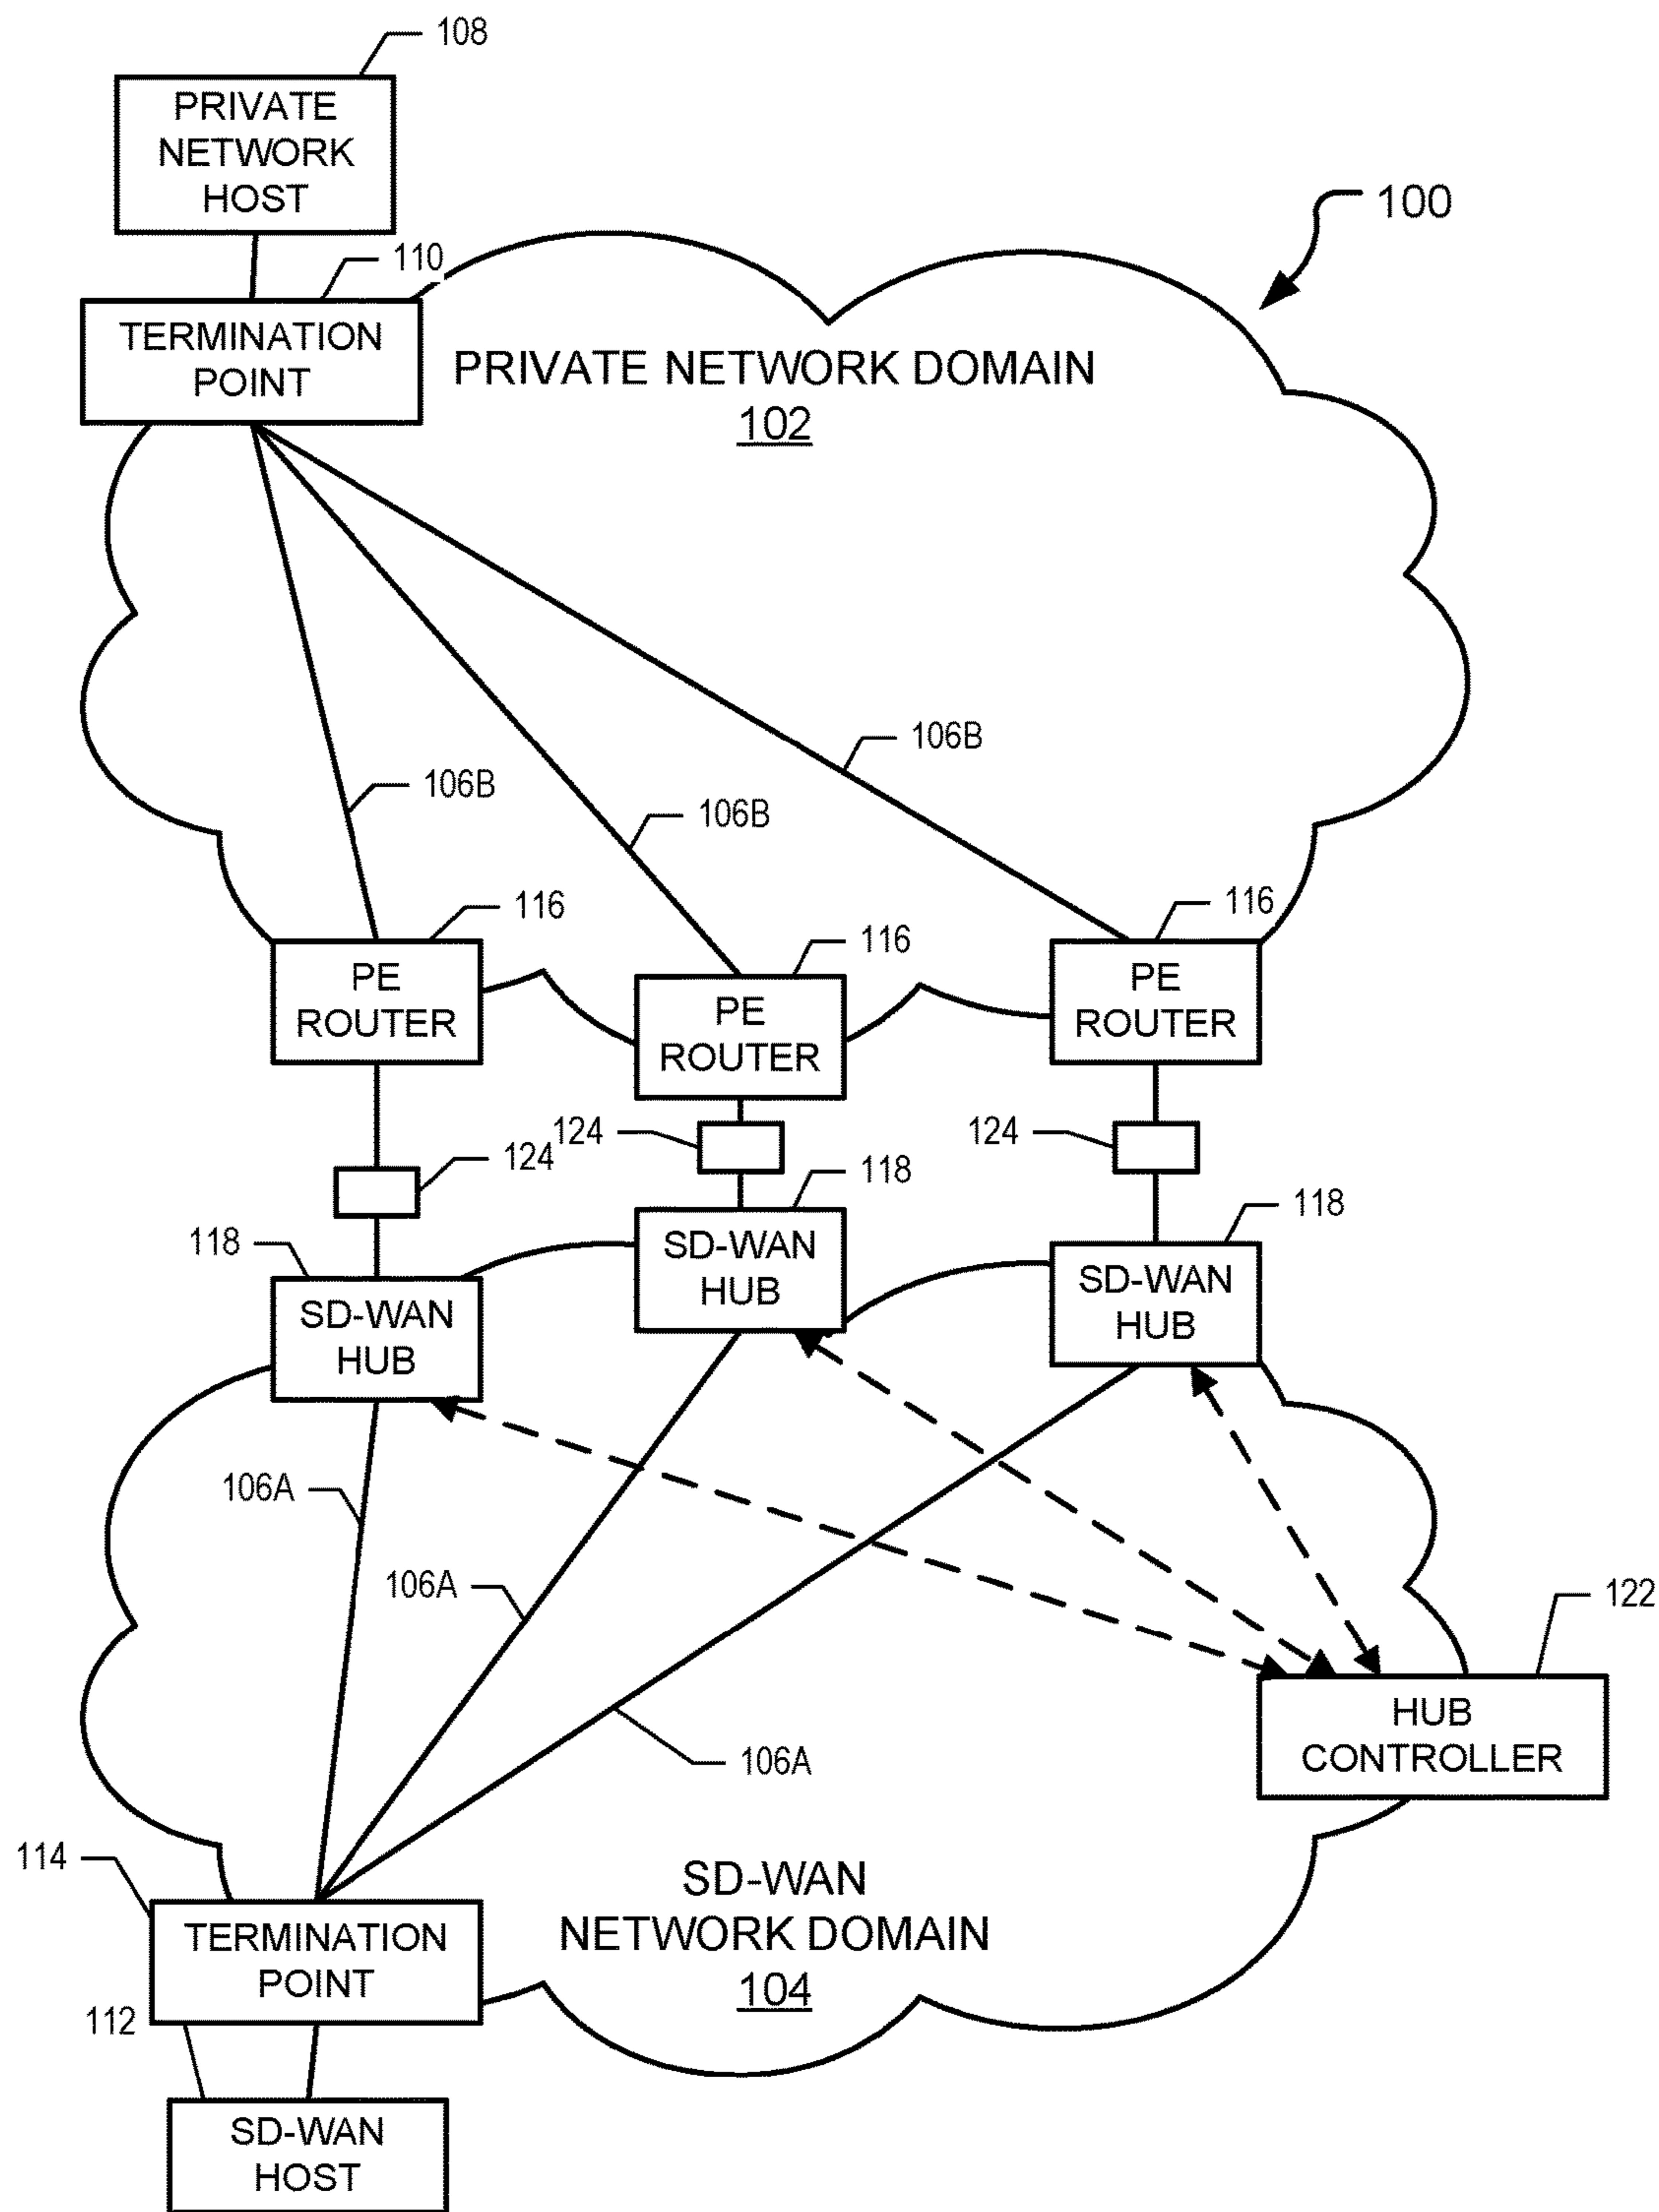 108
PRIVATE
NETWORK
HOST
100
110
TERMINATION
POINT
PRIVATE NETWORK DOMAIN
102
106B
106B
106B
116
116
116
PE
ROUTER
PE
ROUTER
PE
ROUTER
124
124
124
118
118
118
SD-WAN
HUB
SD-WAN
HUB
SD-WAN
HUB
106A
106A
106A
122
HUB
CONTROLLER
114
TERMINATION
POINT
SD-WAN
NETWORK DOMAIN
104
112
SD-WAN
HOST